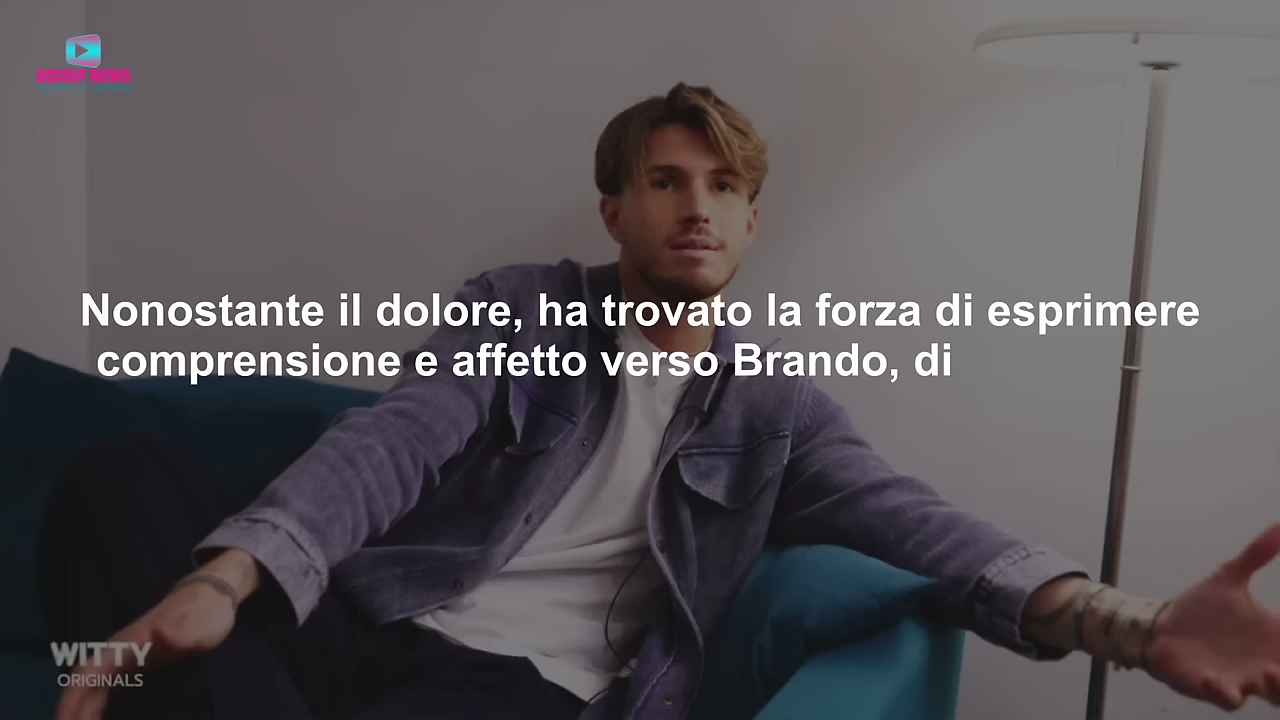 GOSSIP NEWS
Nonostante il dolore, ha trovato la forza di esprimere
comprensione e affetto verso Brando, di
WITTY
ORIGINALS